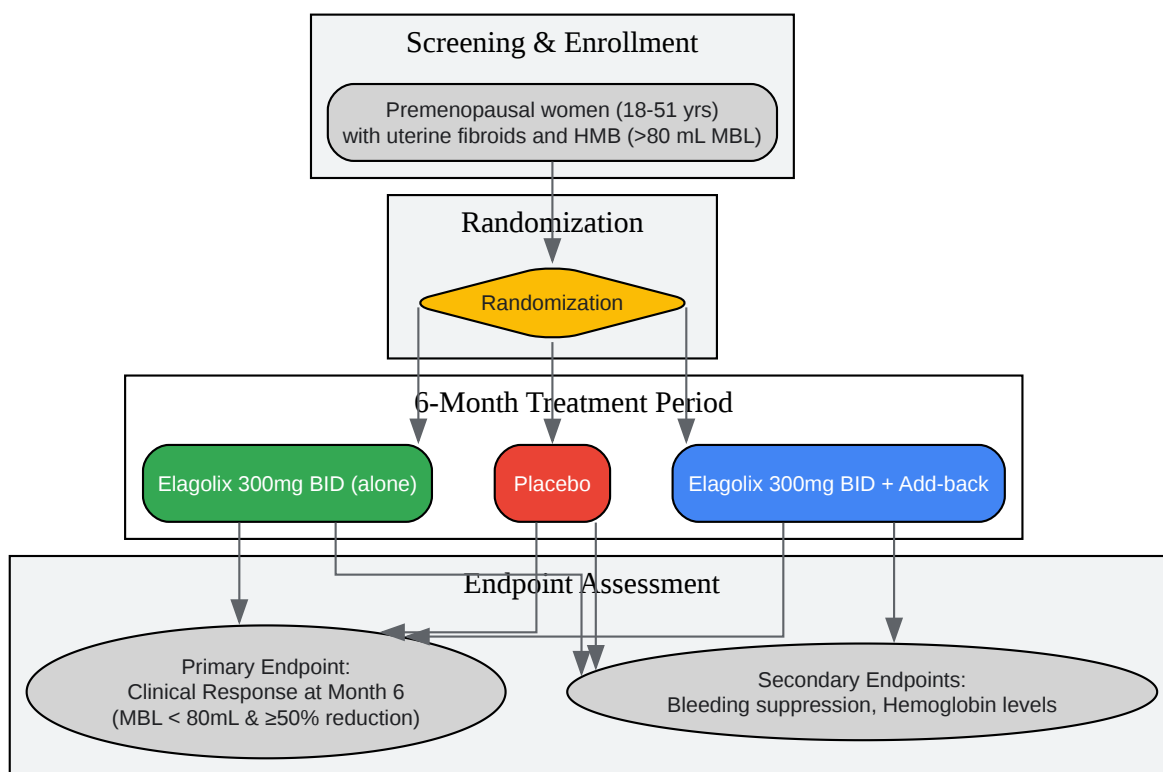 Screening & Enrollment
Premenopausal women (18-51 yrs)
with uterine fibroids and HMB (>80 mL MBL)
Randomization
Randomization
6-Month Treatment Period
Elagolix 300mg BID (alone)
Placebo
Elagolix 300mg BID + Add-back
Endpoint Assessment
Primary Endpoint:
Clinical Response at Month 6
(MBL < 80mL & ≥50% reduction)
Secondary Endpoints:
Bleeding suppression, Hemoglobin levels